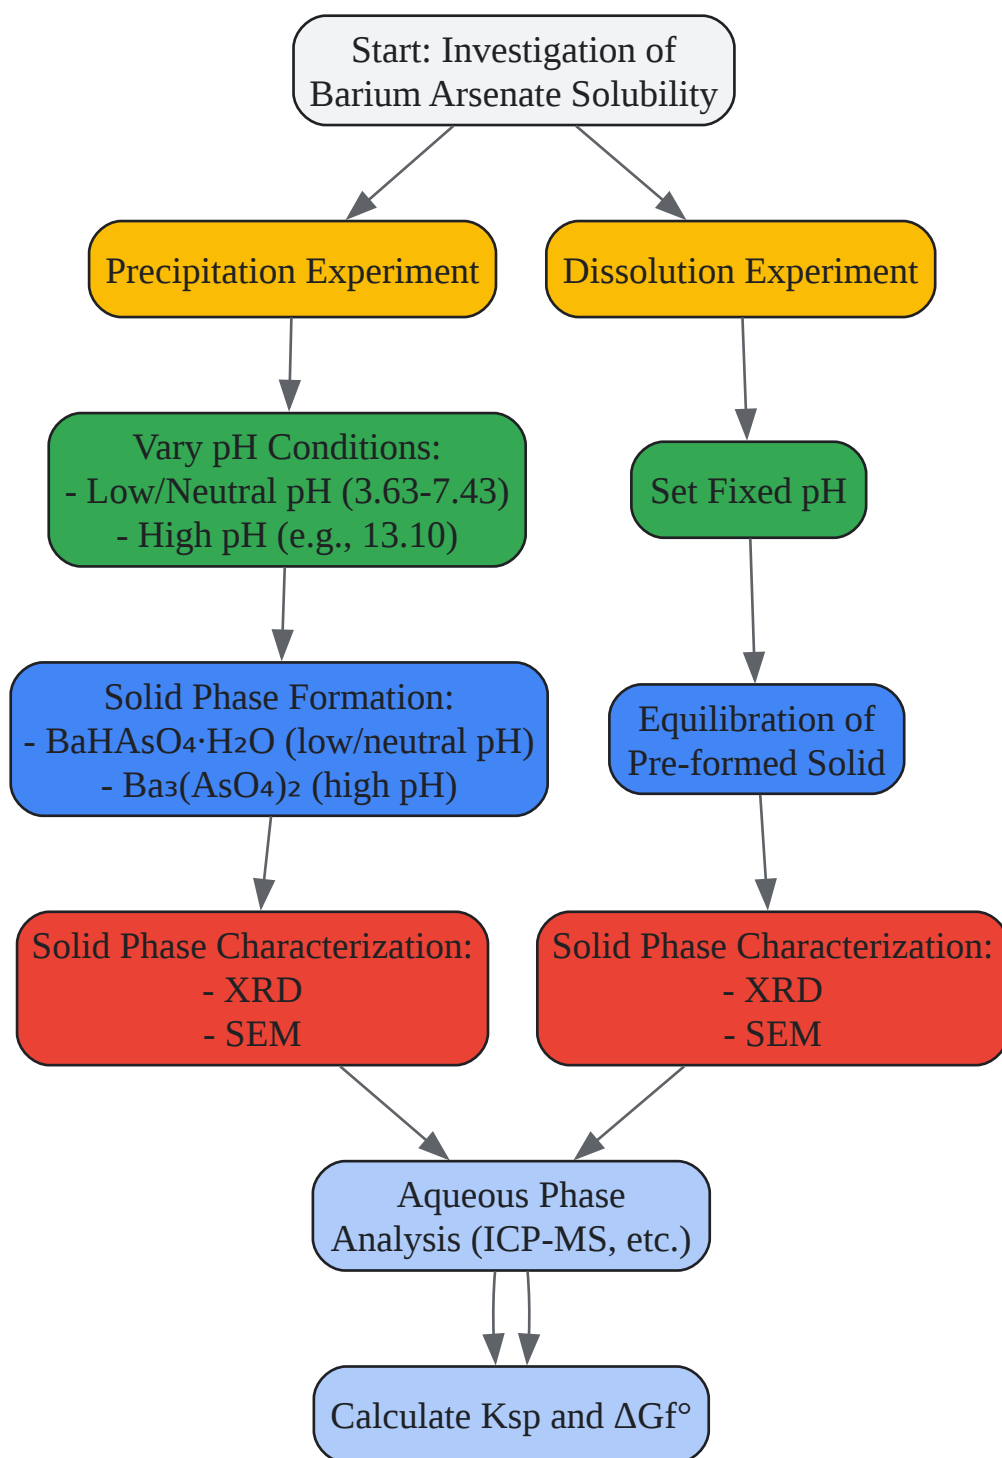 Start: Investigation of
Barium Arsenate Solubility
Precipitation Experiment
Dissolution Experiment
Vary pH Conditions:
- Low/Neutral pH (3.63-7.43)
- High pH (e.g., 13.10)
Set Fixed pH
Solid Phase Formation:
- BaHAsO₄·H₂O (low/neutral pH)
- Ba₃(AsO₄)₂ (high pH)
Equilibration of
Pre-formed Solid
Solid Phase Characterization:
- XRD
- SEM
Solid Phase Characterization:
- XRD
- SEM
Aqueous Phase
Analysis (ICP-MS, etc.)
Calculate Ksp and ΔGf°